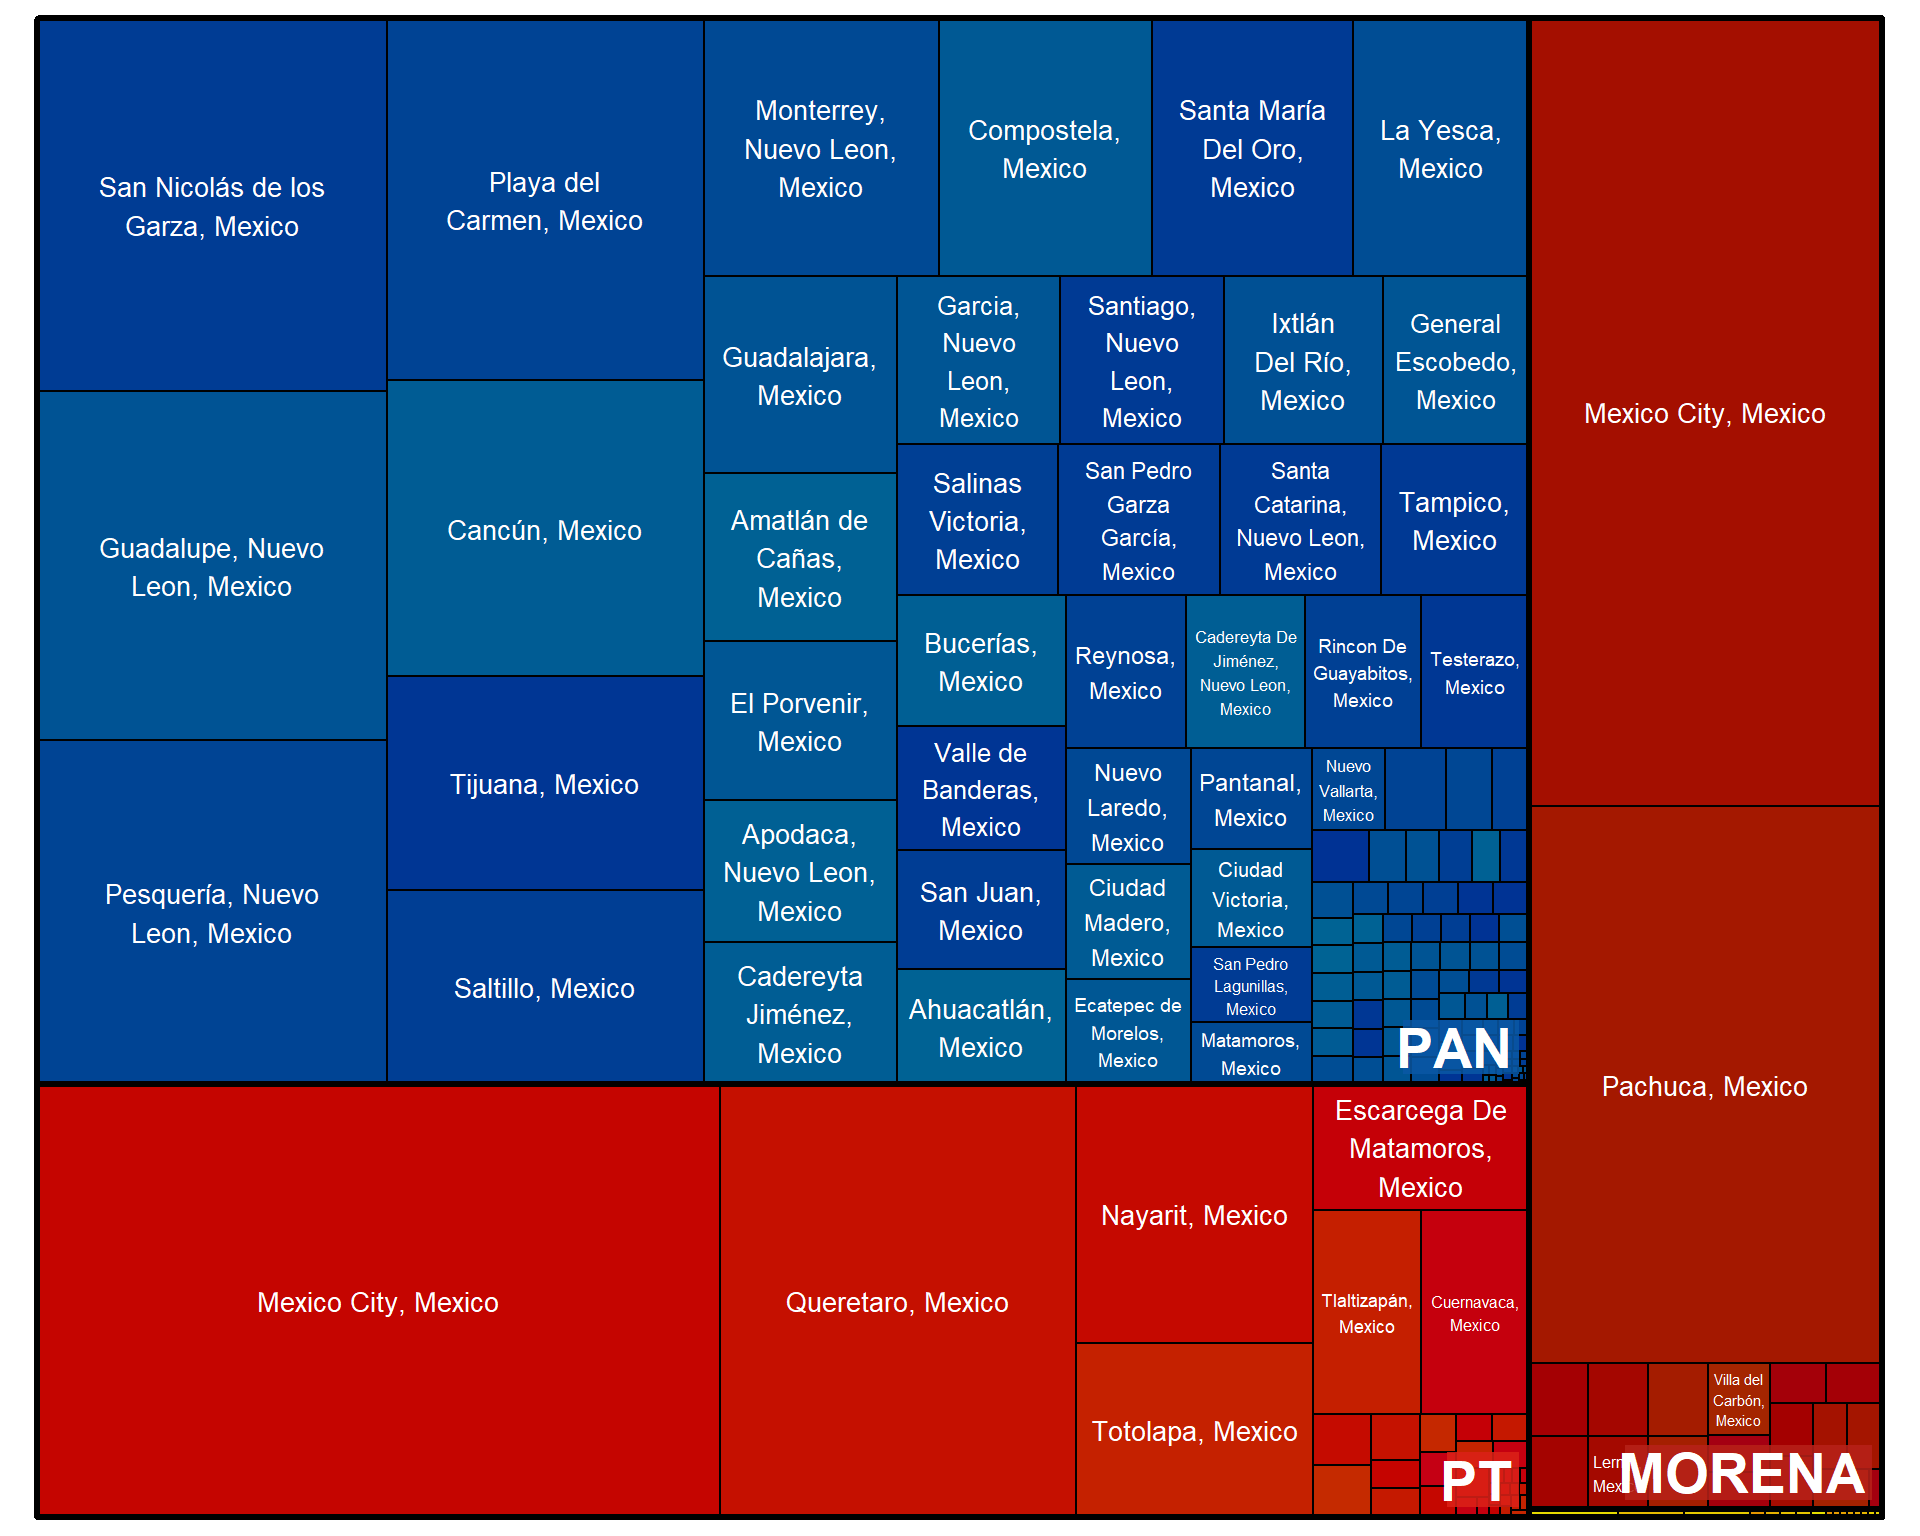 San Nicolás de los
Garza, Mexico
Playa del
Carmen, Mexico
Monterrey,
Nuevo Leon,
Mexico
Compostela,
Mexico
Santa María
Del Oro,
Mexico
La Yesca,
Mexico
Mexico City, Mexico
Guadalupe, Nuevo
Leon, Mexico
Cancún, Mexico
Guadalajara,
Mexico
Garcia,
Nuevo
Leon,
Mexico
Santiago,
Nuevo
Leon,
Mexico
Ixtlán
Del Río,
Mexico
General
Escobedo,
Mexico
Amatlán de
Cañas,
Mexico
Salinas
Victoria,
Mexico
San Pedro
Garza
García,
Mexico
Santa
Catarina,
Nuevo Leon,
Mexico
Tampico,
Mexico
El Porvenir,
Mexico
Bucerías,
Mexico
Reynosa,
Mexico
Cadereyta De
Jiménez,
Nuevo Leon,
Mexico
Rincon De
Guayabitos,
Mexico
Testerazo,
Mexico
Pesquería, Nuevo
Leon, Mexico
Tijuana, Mexico
Saltillo, Mexico
Apodaca,
Nuevo Leon,
Mexico
Cadereyta
Jiménez,
Mexico
Valle de
Banderas,
Mexico
San Juan,
Mexico
Ahuacatlán,
Mexico
Nuevo
Laredo,
Mexico
Ciudad
Madero,
Mexico
Ecatepec de
Morelos,
Mexico
Pantanal,
Mexico
Ciudad
Victoria,
Mexico
San Pedro
Lagunillas,
Mexico
Matamoros,
Mexico
Nuevo
Vallarta,
Mexico
PAN
Pachuca, Mexico
Mexico City, Mexico
Queretaro, Mexico
Nayarit, Mexico
Totolapa, Mexico
Escarcega De
Matamoros,
Mexico
Tlaltizapán,
Mexico
Cuernavaca,
Mexico
PT
Villa del
Carbón,
Mexico
MORENA